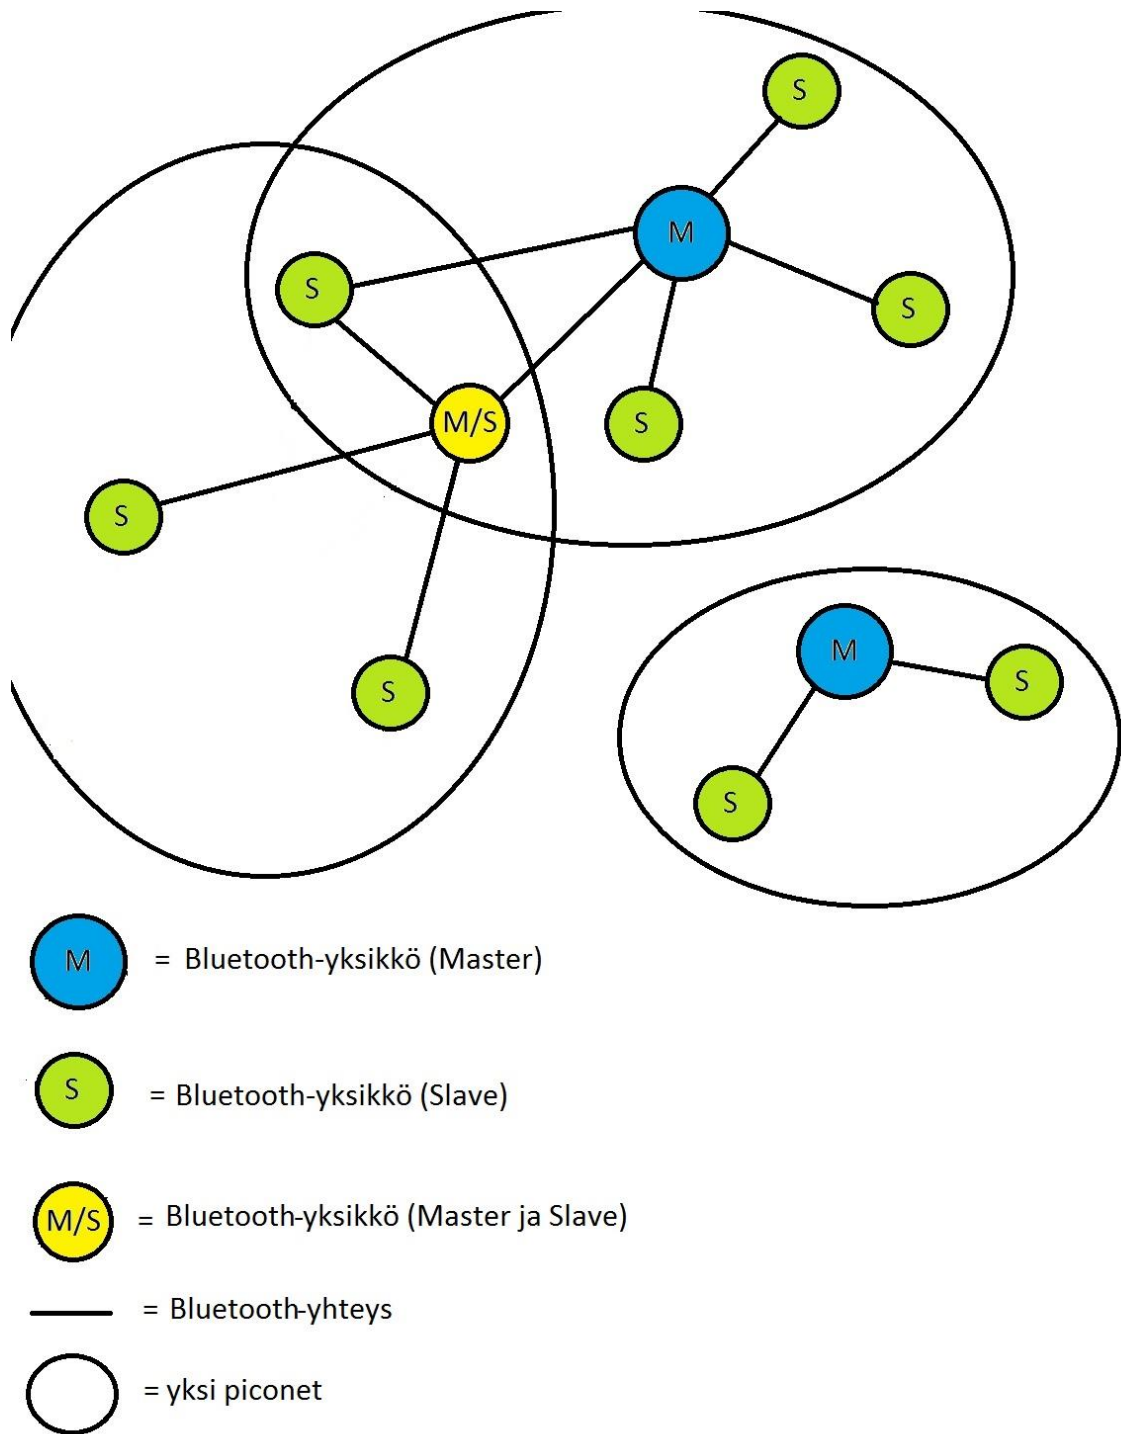 S
M
S
S
M/S
S
S
S
M
S
S
M = Bluetooth-yksikkö (Master)
S = Bluetooth-yksikkö (Slave)
M/S = Bluetooth-yksikkö (Master ja Slave)
= Bluetooth-yhteys
= yksi piconet